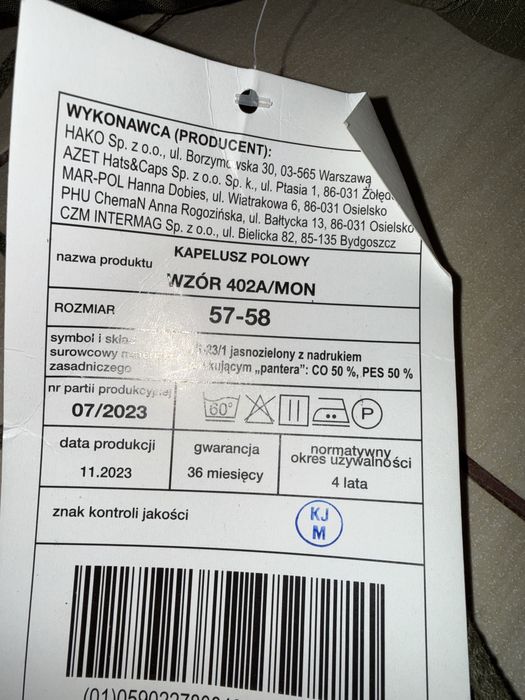 WYKONAWCA (PRODUCENT):
HAKO Sp. z o.o., ul. Borzymowska 30, 03-565 Warszawa
AZET Hats&Caps Sp. z o.o. Sp. k., ul. Ptasia 1, 86-031
MAR-POL Hanna Dobies, ul. Wiatrakowa 6, 86-031 Osielsko
PHU ChemaN Anna Rogozińska, ul. Bałtycka 13, 86-031 Osielsko
CZM INTERMAG Sp. z o.o., ul. Bielicka 82, 85-135 Bydgoszcz
nazwa produktu
KAPELUSZ POLOWY
WZÓR 402A/MON
ROZMIAR
57-58
symbol i
surowcowy
zasadniczego
jasnozielony z nadrukiem
„pantera”: CO 50 %, PES 50 %
nr partii produkcyjnej
07/2023
60°
P
data produkcji
11.2023
gwarancja
36 miesięcy
normatywny
okres używalności
4 lata
znak kontroli jakości
KJ
M